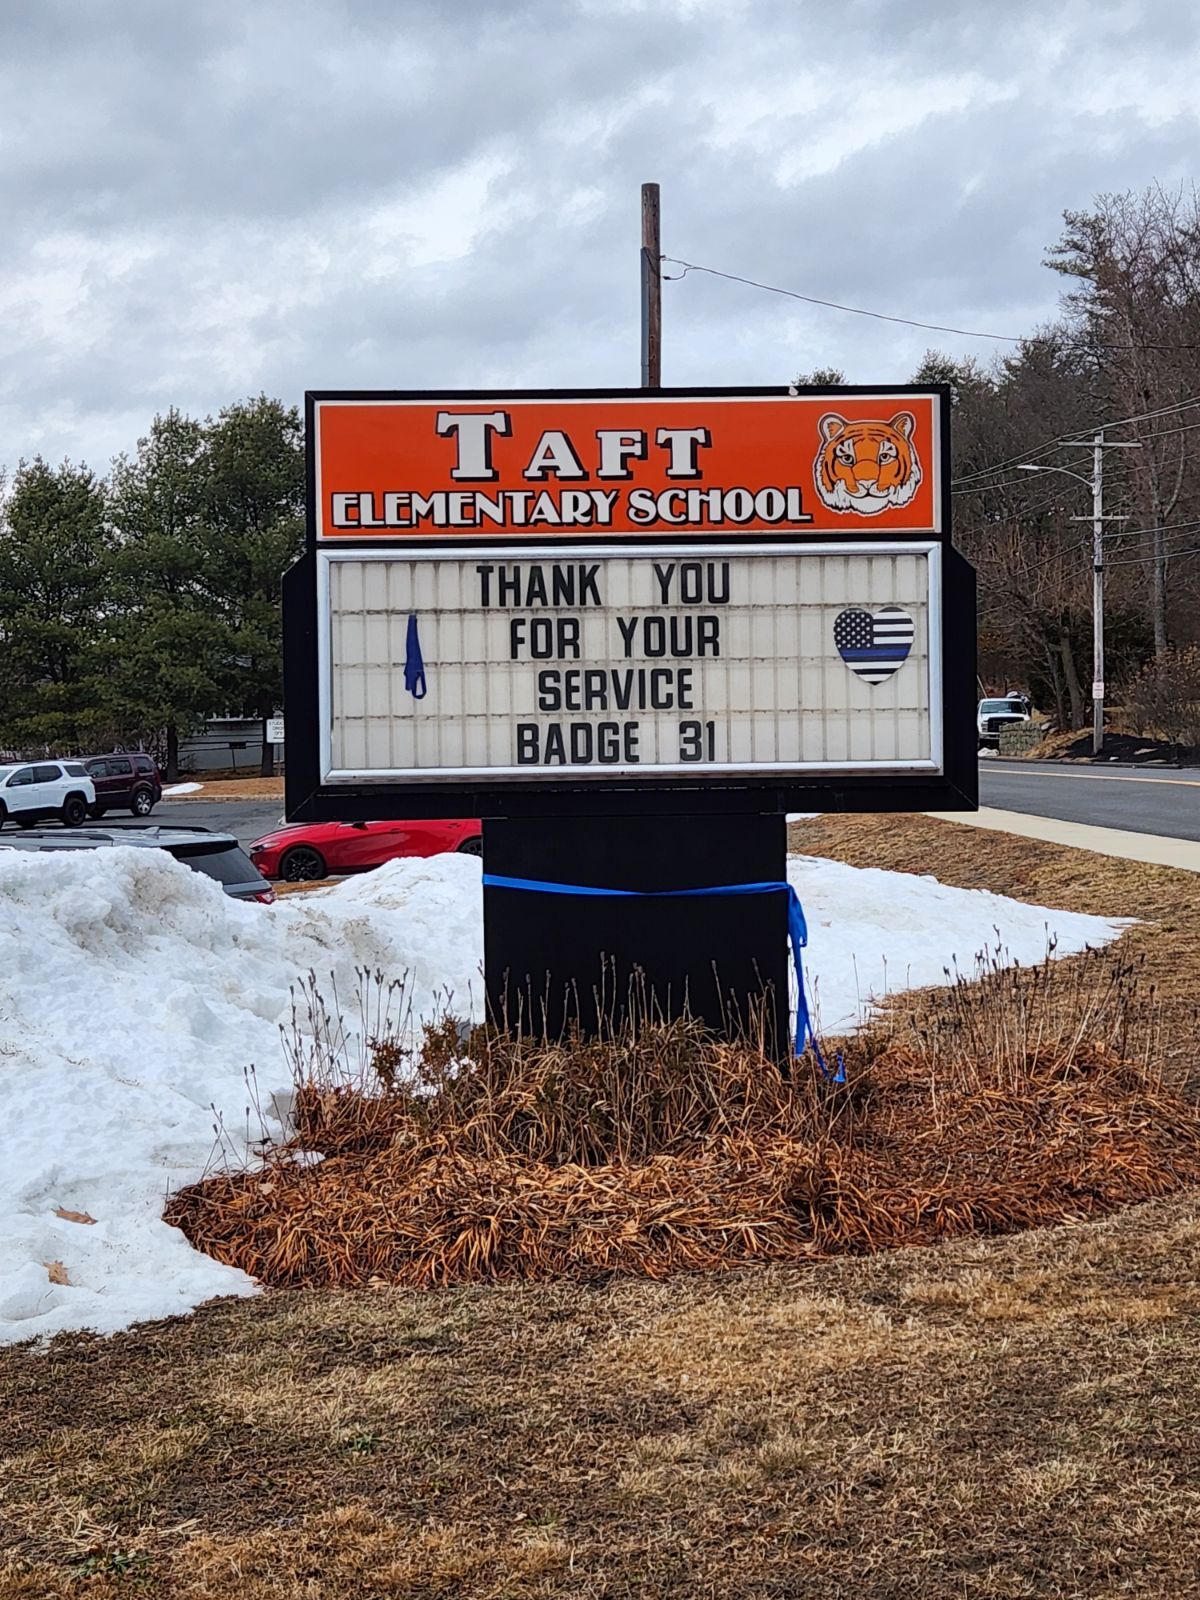 TAFT
ELEMENTARY SCHOOL
THANK YOU
FOR YOUR
SERVICE
BADGE 31